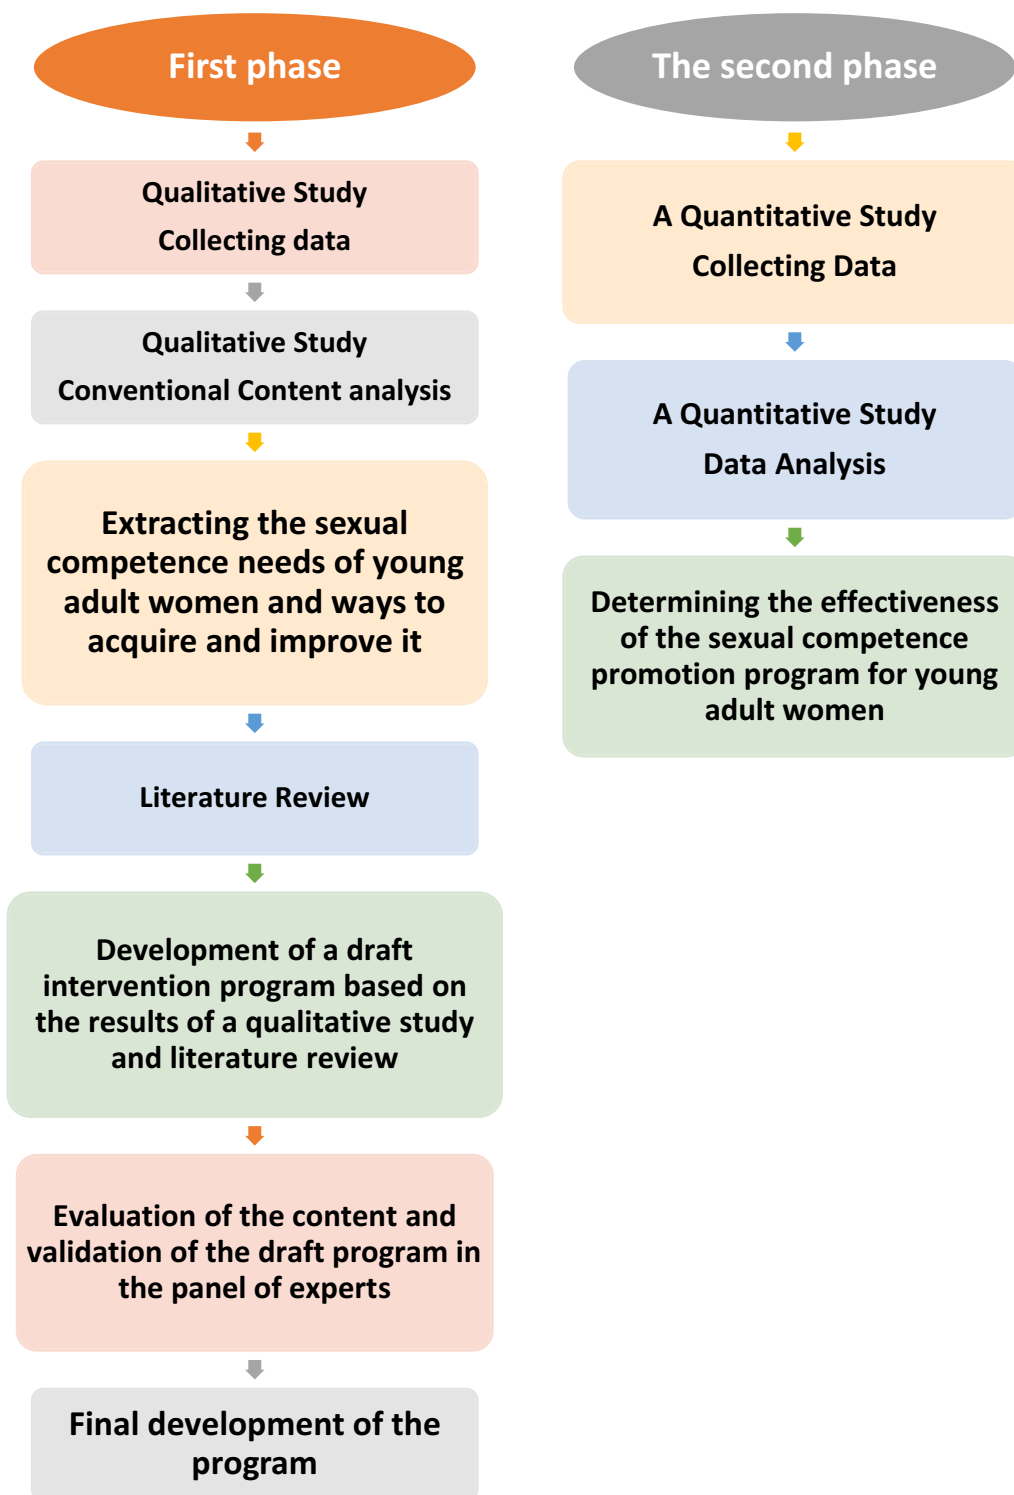 First phase
Qualitative Study
Collecting data
Qualitative Study
Conventional Content analysis
Extracting the sexual
competence needs of young
adult women and ways to
acquire and improve it
Literature Review
Development of a draft
intervention program based on
the results of a qualitative study
and literature review
Evaluation of the content and
validation of the draft program in
the panel of experts
Final development of the
program
The second phase
A Quantitative Study
Collecting Data
A Quantitative Study
Data Analysis
Determining the effectiveness
of the sexual competence
promotion program for young
adult women